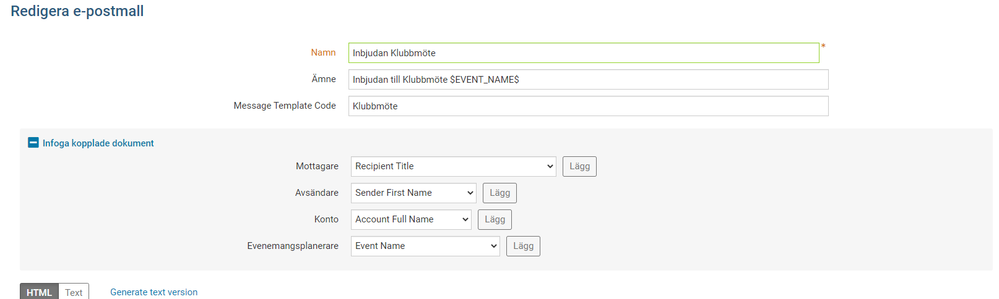 Redigera e-postmall
Namn Inbjudan Klubbmöte *
Ämne Inbjudan till Klubbmöte $EVENT_NAME$
Message Template Code Klubbmöte
Infoga kopplade dokument
Mottagare Recipient Title Lägg
Avsändare Sender First Name Lägg
Konto Account Full Name Lägg
Evenemangsplanerare Event Name Lägg
HTML Text Generate text version